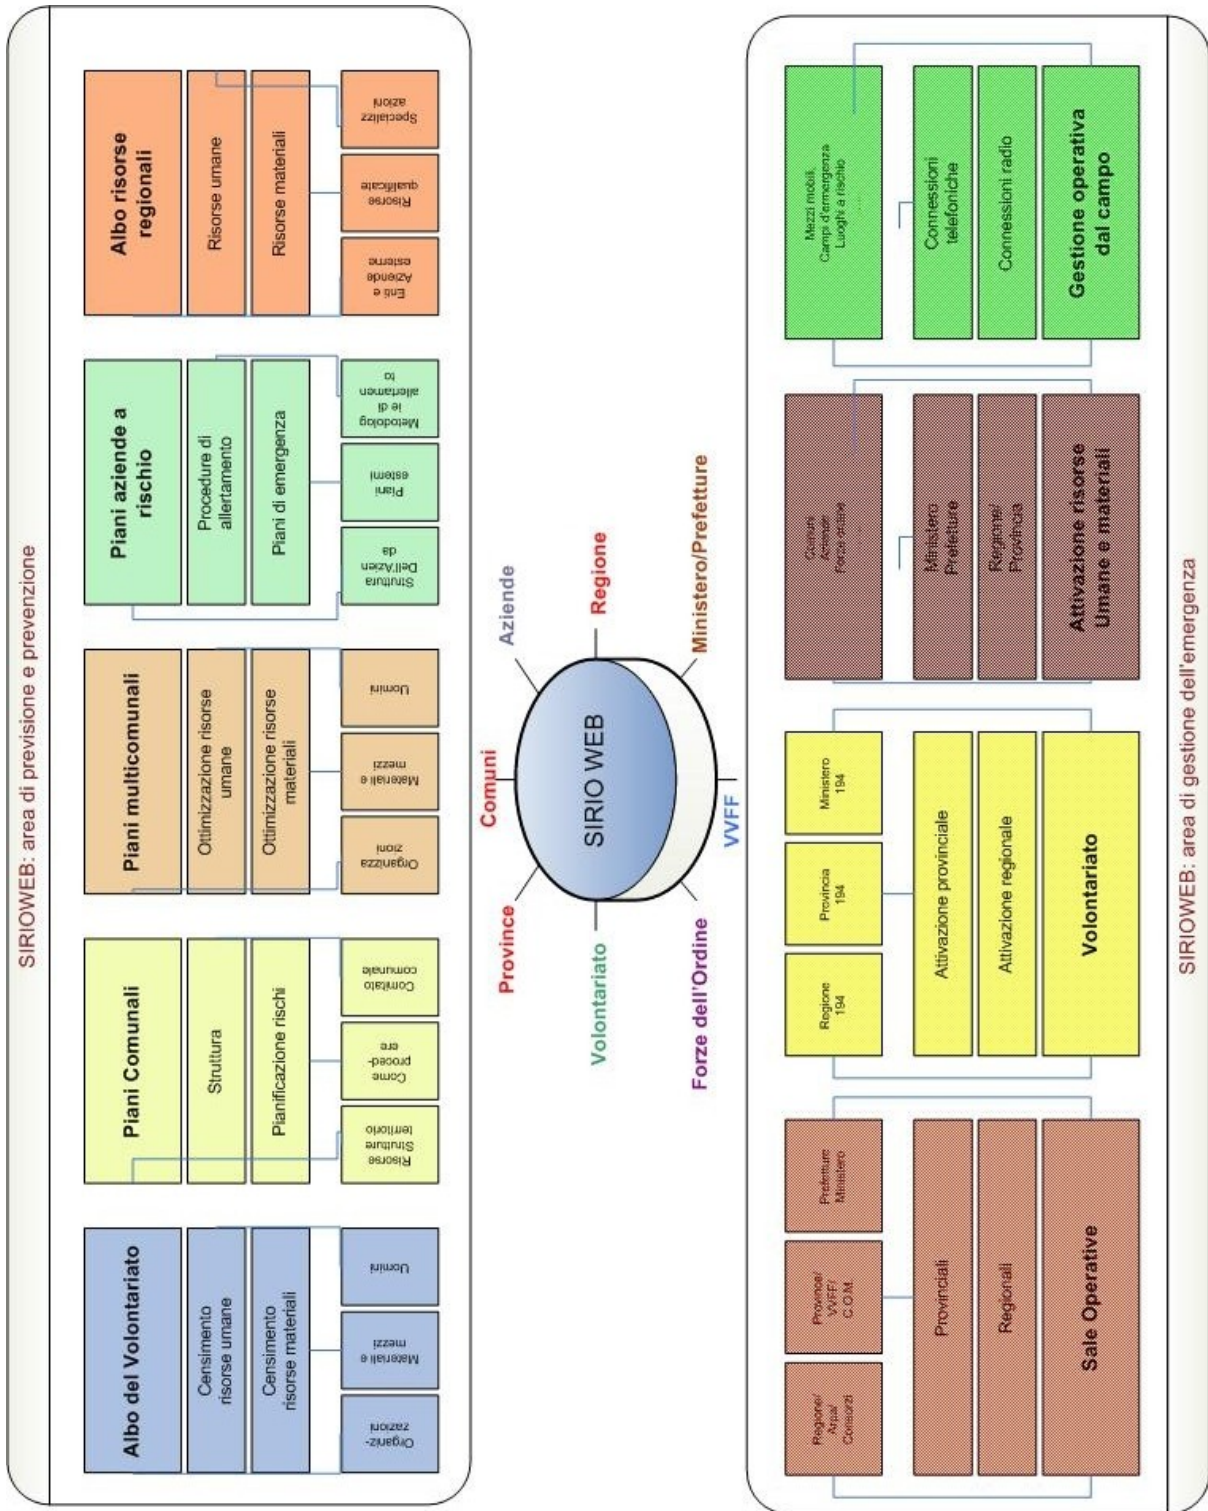 SIRIOWEB: area di previsione e prevenzione
Albo del Volontariato
Censimento
risorse umane
Censimento
risorse materiali
Organiz-
zazioni
Materiali e
mezzi
Uomini
Piani Comunali
Struttura
Pianificazione rischi
Risorse
Strutture
territorio
Come
proced-
ere
Comitato
comunale
Piani multicomunali
Ottimizzazione risorse
umane
Ottimizzazione risorse
materiali
Organizza
zioni
Materiali e
mezzi
Uomini
Piani aziende a
rischio
Procedure di
allertamento
Piani di emergenza
Struttura
Dell'Azien
da
Piani
esterni
Metodolog
ie di
allertamen
to
Albo risorse
regionali
Risorse umane
Risorse materiali
Enti e
Aziende
esterne
Risorse
qualificate
Specializz
azioni
Province
Comuni
Aziende
Volontariato
SIRIO WEB
Regione
Forze dell'Ordine
VVFF
Ministero/Prefetture
Regione/
Arpa/
Consorzi
Province/
VVFF/
C.O.M.
Prefetture
Ministero
Provinciali
Regionali
Sale Operative
Regione
194
Provincia
194
Ministero
194
Attivazione provinciale
Attivazione regionale
Volontariato
Comuni
Aziende
Forze ordine
.....
Ministero
Prefetture
Regione/
Provincia
Attivazione risorse
Umane e materiali
Mezzi mobili,
Campi d'emergenza
Luoghi a rischio
.....
Connessioni
telefoniche
Connessioni radio
Gestione operativa
dal campo
SIRIOWEB: area di gestione dell'emergenza